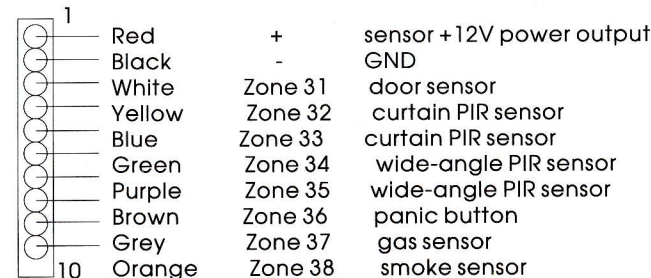 1
Red + sensor +12V power output
Black - GND
White Zone 31 door sensor
Yellow Zone 32 curtain PIR sensor
Blue Zone 33 curtain PIR sensor
Green Zone 34 wide-angle PIR sensor
Purple Zone 35 wide-angle PIR sensor
Brown Zone 36 panic button
Grey Zone 37 gas sensor
10 Orange Zone 38 smoke sensor